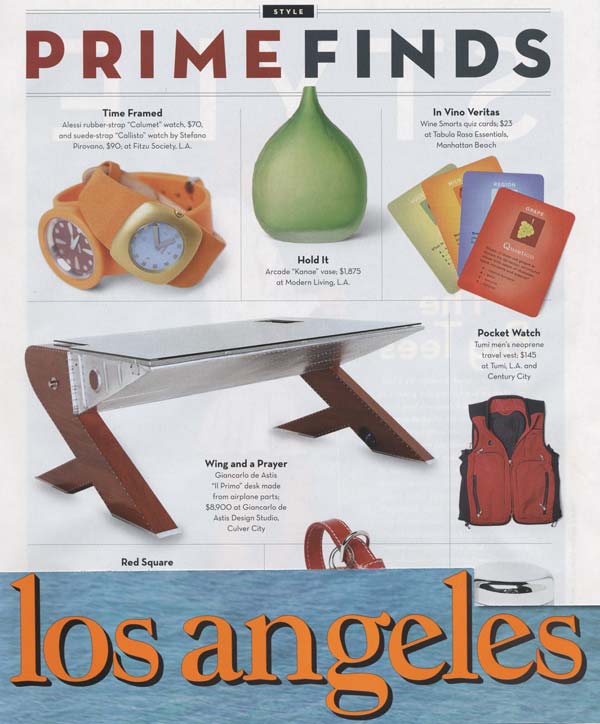 STYLE
PRIMEFINDS
Time Framed
Alessi rubber-strap "Calumet" watch, $70,
and suede-strap "Callisto" watch by Stefano
Pirovano, $90; at Fitzu Society, L.A.
Hold It
Arcade "Kanae" vase; $1,875
at Modern Living, L.A.
In Vino Veritas
Wine Smarts quiz cards; $23
at Tabula Rasa Essentials,
Manhattan Beach
REGION
GRAPE
Pocket Watch
Tumi men's neoprene
travel vest; $145
at Tumi, L.A. and
Century City
Wing and a Prayer
Giancarlo de Astis
"Il Primo" desk made
from airplane parts;
$8,900 at Giancarlo de
Astis Design Studio,
Culver City
Red Square
los angeles